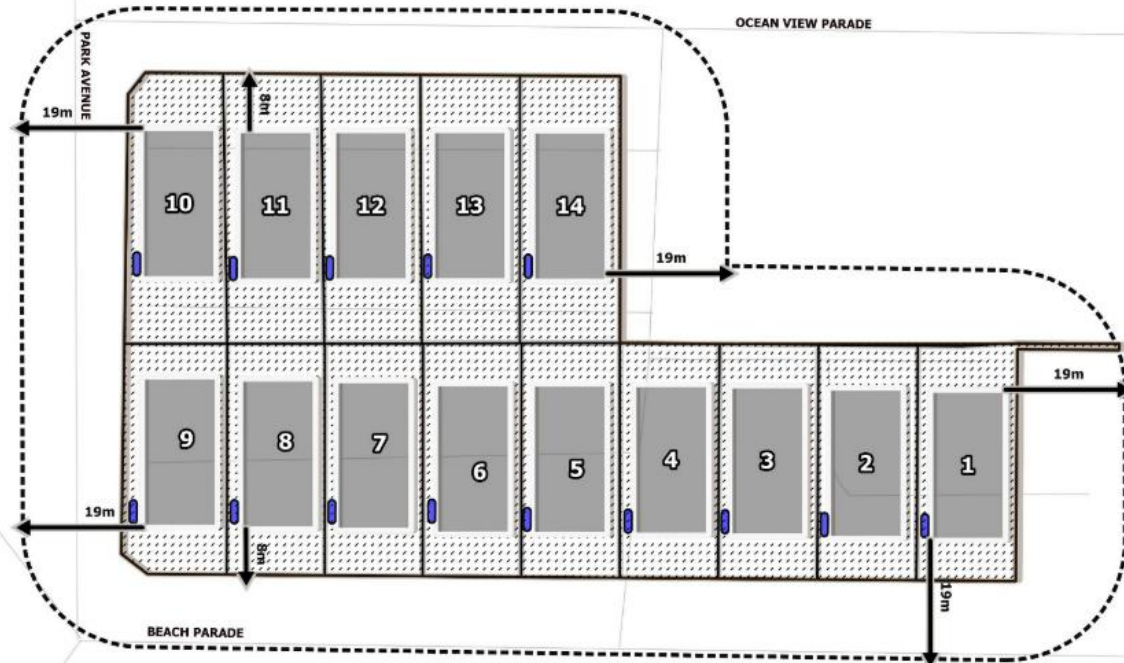 OCEAN VIEW PARADE
PARK AVENUE
19m
8m
10
11
12
13
14
19m
19m
9
8
7
6
5
4
3
2
1
19m
8m
19m
BEACH PARADE